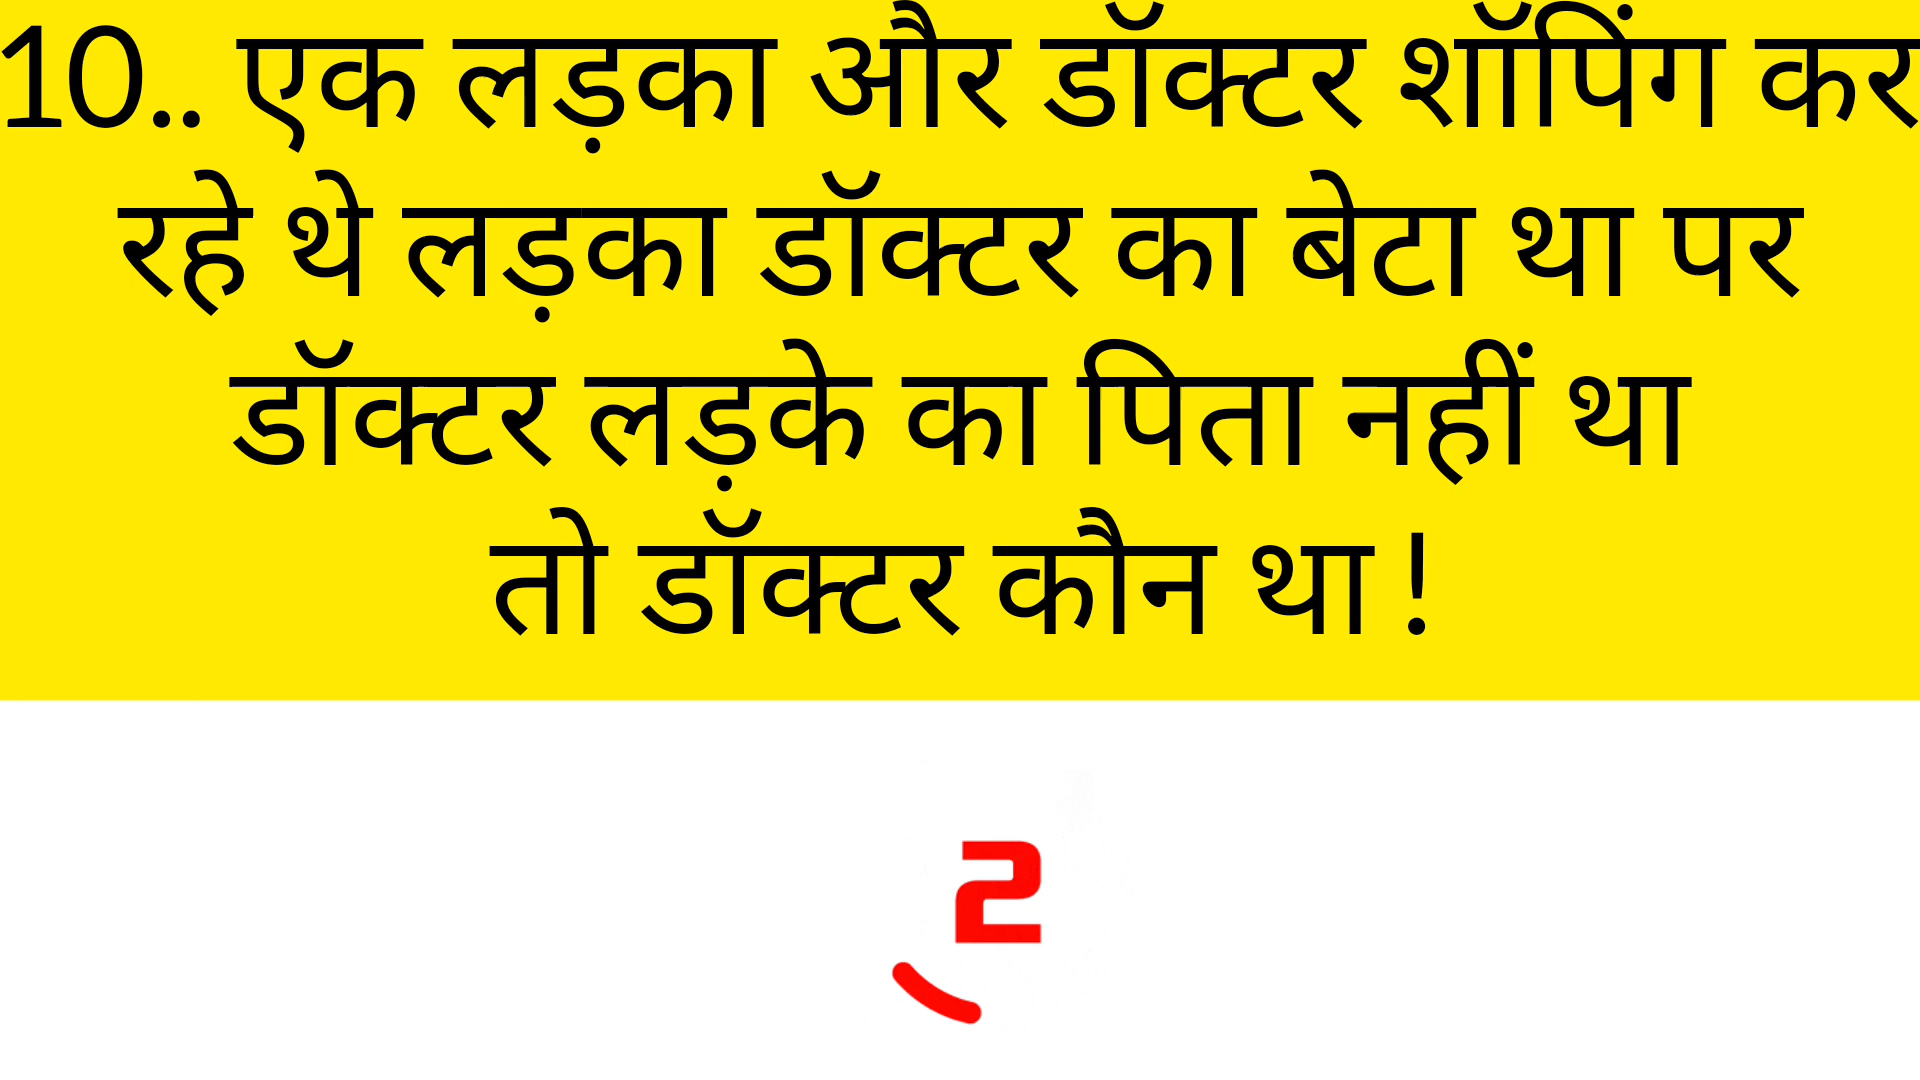 10.. एक लड़का और डॉक्टर शॉपिंग कर
रहे थे लड़का डॉक्टर का बेटा था पर
डॉक्टर लड़के का पिता नहीं था
तो डॉक्टर कौन था !
2